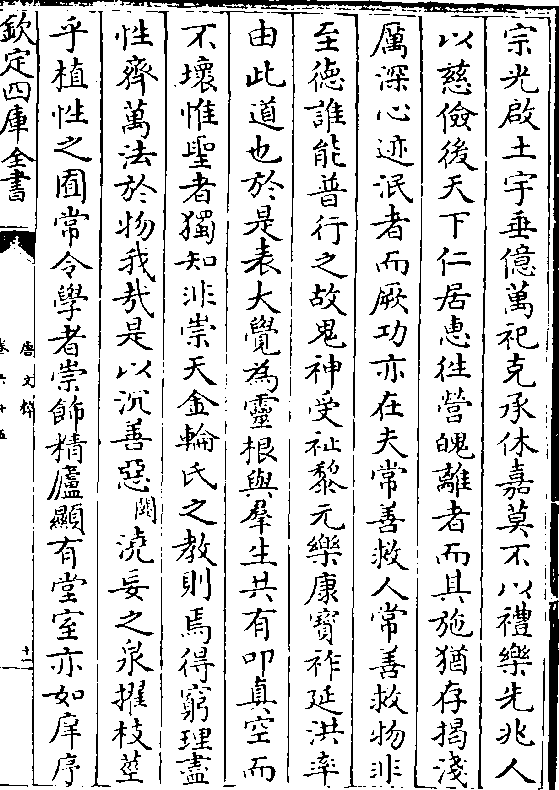 宗光啟土宇垂億萬祀克承休嘉莫不以禮樂先兆人
以慈儉後天下仁居惠徃營魄離者而具施猶存揭淺
厲深心迹泯者而厥功亦在夫常善救人常善救物非
至德誰能普行之故鬼神受祉黎元樂康寶祚延洪率
由此道也於是表大覺為靈根與羣生共有叩真空而
不壞惟聖者獨知非崇天金輪氏之教則焉得窮理盡
性齊萬法於物我㦲是以沉善惡闕澆妄之泉擢枝莖
乎植性之囿常令學者崇飾精廬顯有堂室亦如庠序
欽定四庫全書
唐文粹
卷六十五
十一